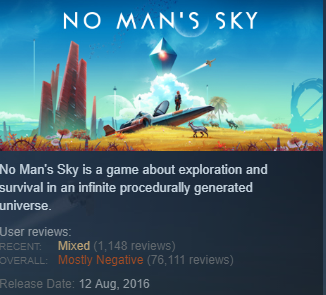 NO MAN'S SKY
No Man's Sky is a game about exploration and
survival in an infinite procedurally generated
universe.
User reviews:
RECENT: Mixed (1,148 reviews)
OVERALL: Mostly Negative (76,111 reviews)
Release Date: 12 Aug, 2016